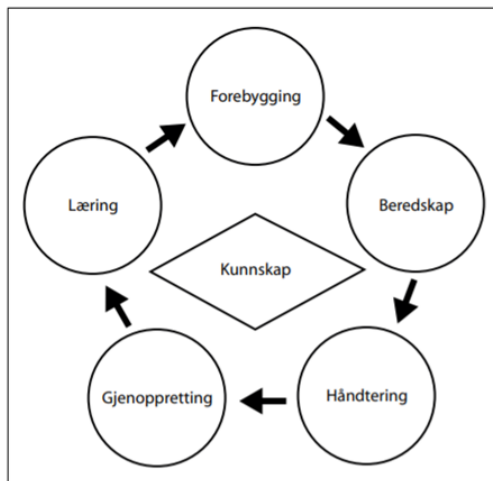 Forebygging
Læring
Beredskap
Kunnskap
Gjenoppretting
Håndtering